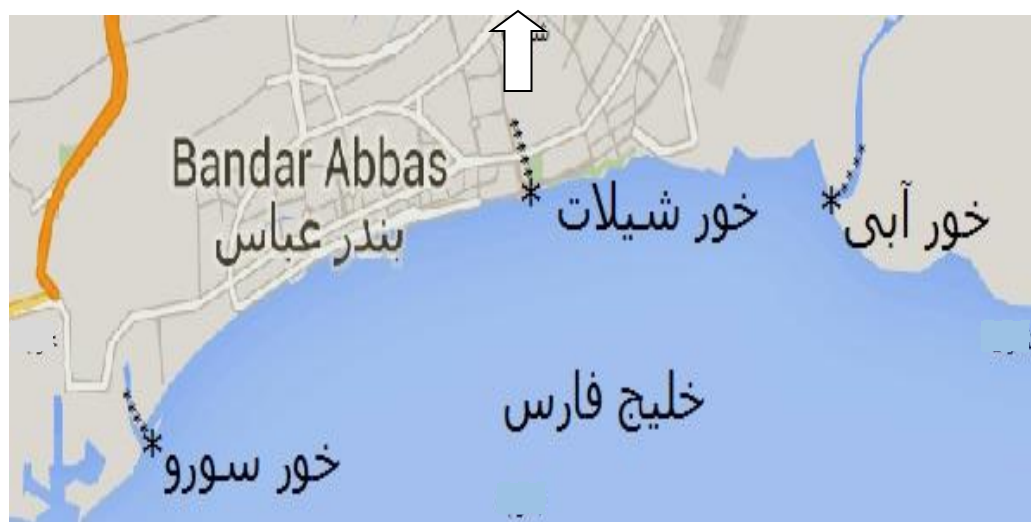 Bandar Abbas
بندر عباس
خور شیلات
خور آبی
خلیج فارس
خور سورو